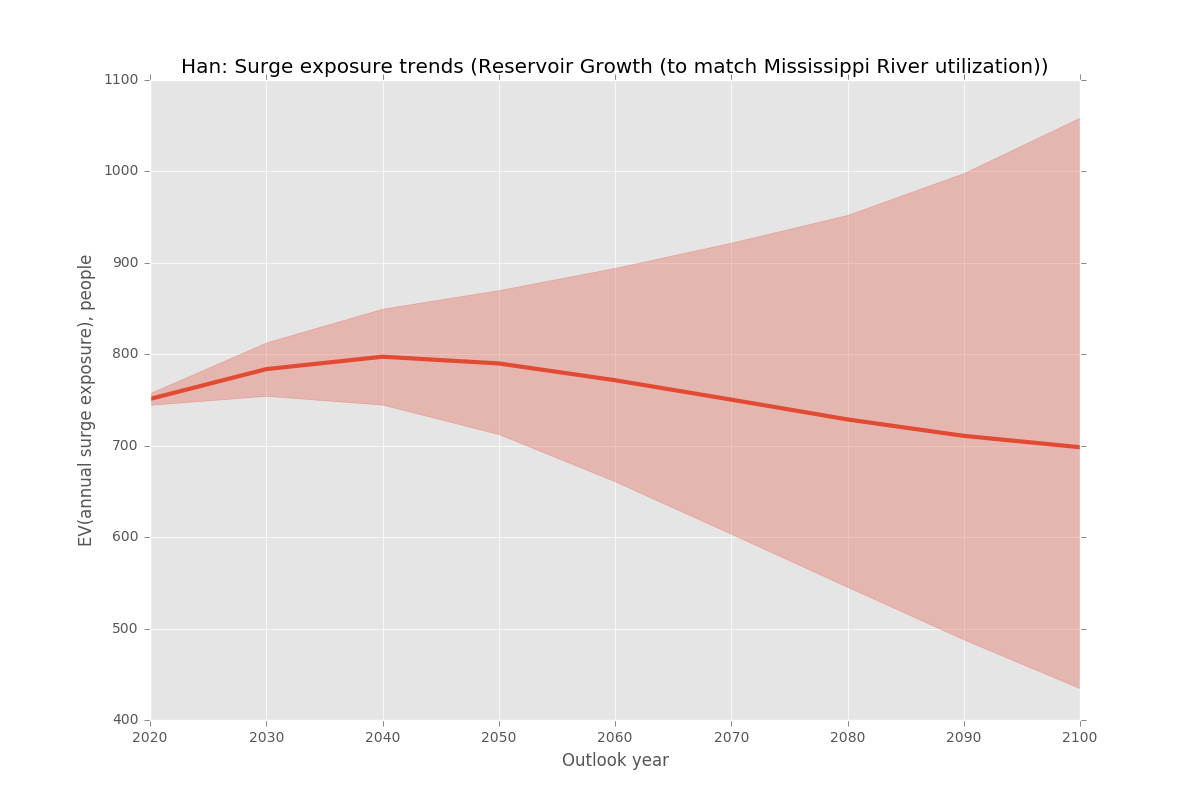 Han: Surge exposure trends (Reservoir Growth (to match Mississippi River utilization))
1100
1000
900
800
700
600
500
400
EV(annual surge exposure), people
2020 2030 2040 2050 2060 2070 2080 2090 2100
Outlook year